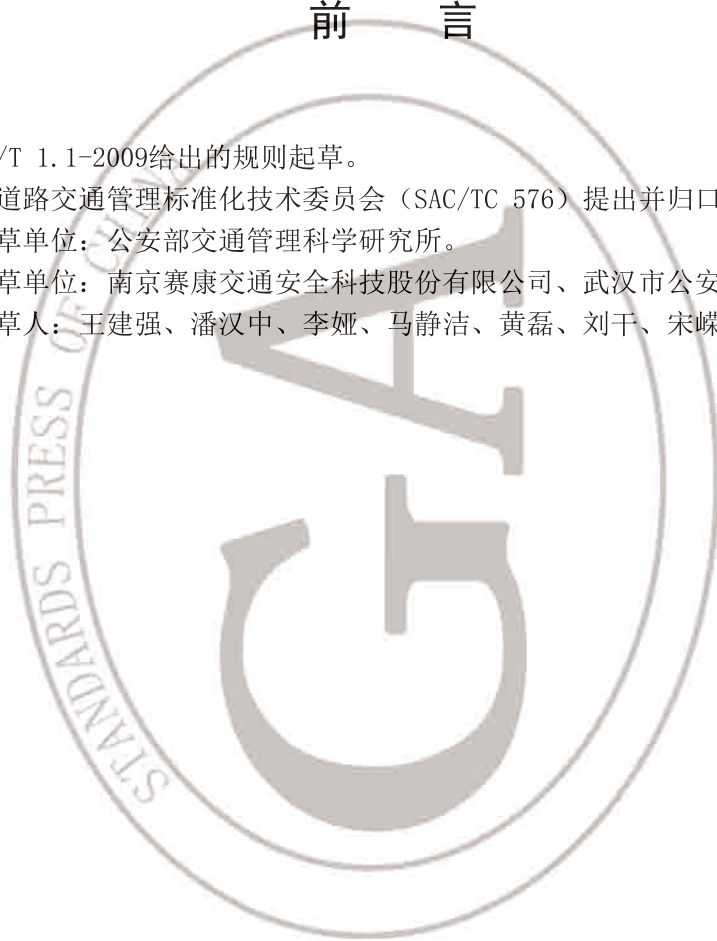 前 言
/T 1.1-2009给出的规则起草。
道路交通管理标准化技术委员会（SAC/TC 576）提出并归口
草单位：公安部交通管理科学研究所。
草单位：南京赛康交通安全科技股份有限公司、武汉市公安
草人：王建强、潘汉中、李娅、马静洁、黄磊、刘干、宋嵘
STANDARDS PRESS OF CHINA
GA